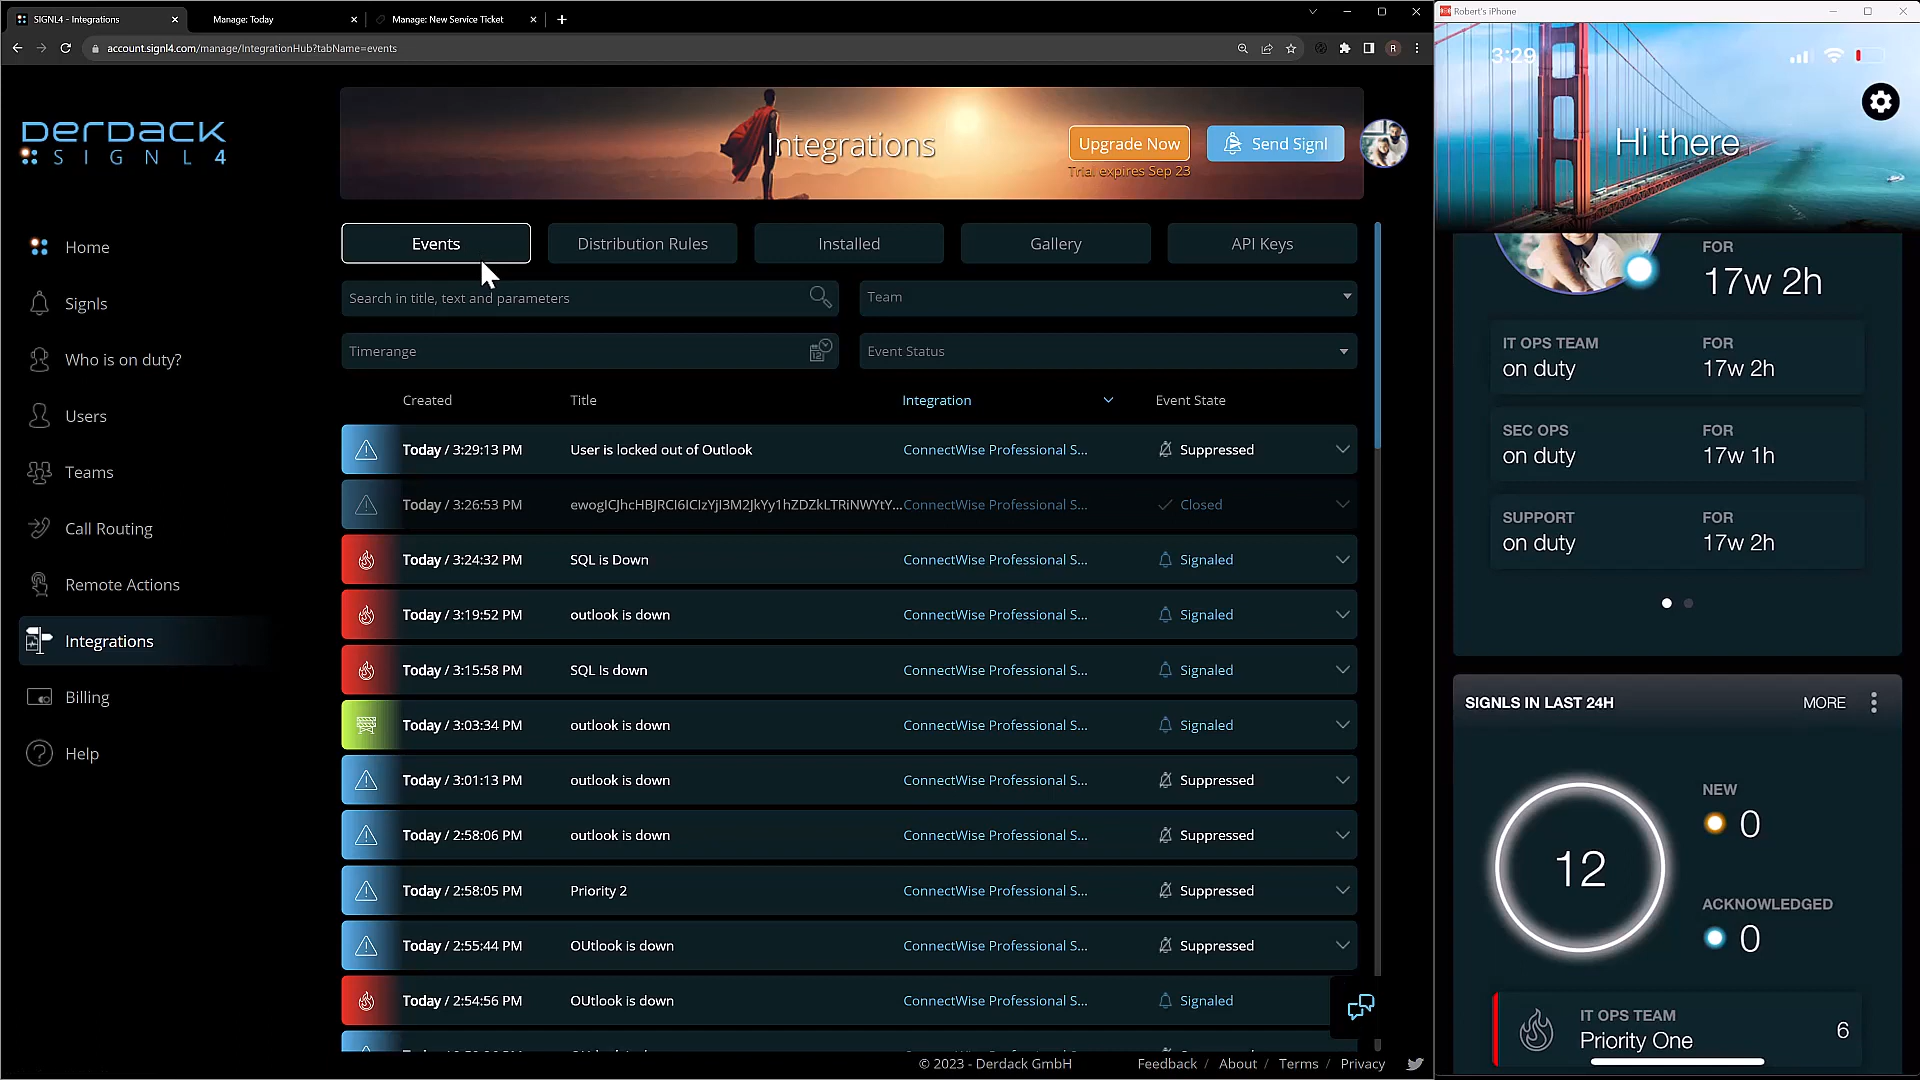 SIGNL4 - Integrations
Manage: Today
Manage: New Service Ticket
account.signl4.com/manage/IntegrationHub?tabName=events
R
DERDACK
SIGNL4
Home
Signls
Who is on duty?
Users
Teams
Call Routing
Remote Actions
Integrations
Billing
Help
Integrations
Upgrade Now
Trial expires Sep 23
Send Signl
Events
Distribution Rules
Installed
Gallery
API Keys
Search in title, text and parameters
Team
Timerange
12
Event Status
Created Title Integration Event State
Today / 3:29:13 PM User is locked out of Outlook ConnectWise Professional S... Suppressed
Today / 3:26:53 PM ConnectWise Professional S... Closed
Today / 3:24:32 PM SQL is Down ConnectWise Professional S... Signaled
Today / 3:19:52 PM outlook is down ConnectWise Professional S... Signaled
Today / 3:15:58 PM SQL Is down ConnectWise Professional S... Signaled
Today / 3:03:34 PM outlook is down ConnectWise Professional S... Signaled
Today / 3:01:13 PM outlook is down ConnectWise Professional S... Suppressed
Today / 2:58:06 PM outlook is down ConnectWise Professional S... Suppressed
Today / 2:58:05 PM Priority 2 ConnectWise Professional S... Suppressed
Today / 2:55:44 PM OUtlook is down ConnectWise Professional S... Suppressed
Today / 2:54:56 PM OUtlook is down ConnectWise Professional S... Signaled
© 2023 - Derdack GmbH
Feedback / About / Terms / Privacy
Robert's iPhone
3:29
Hi there
FOR
17w 2h
IT OPS TEAM FOR
on duty 17w 2h
SEC OPS FOR
on duty 17w 1h
SUPPORT FOR
on duty 17w 2h
SIGNLS IN LAST 24H MORE
12
NEW
0
ACKNOWLEDGED
0
IT OPS TEAM
Priority One 6